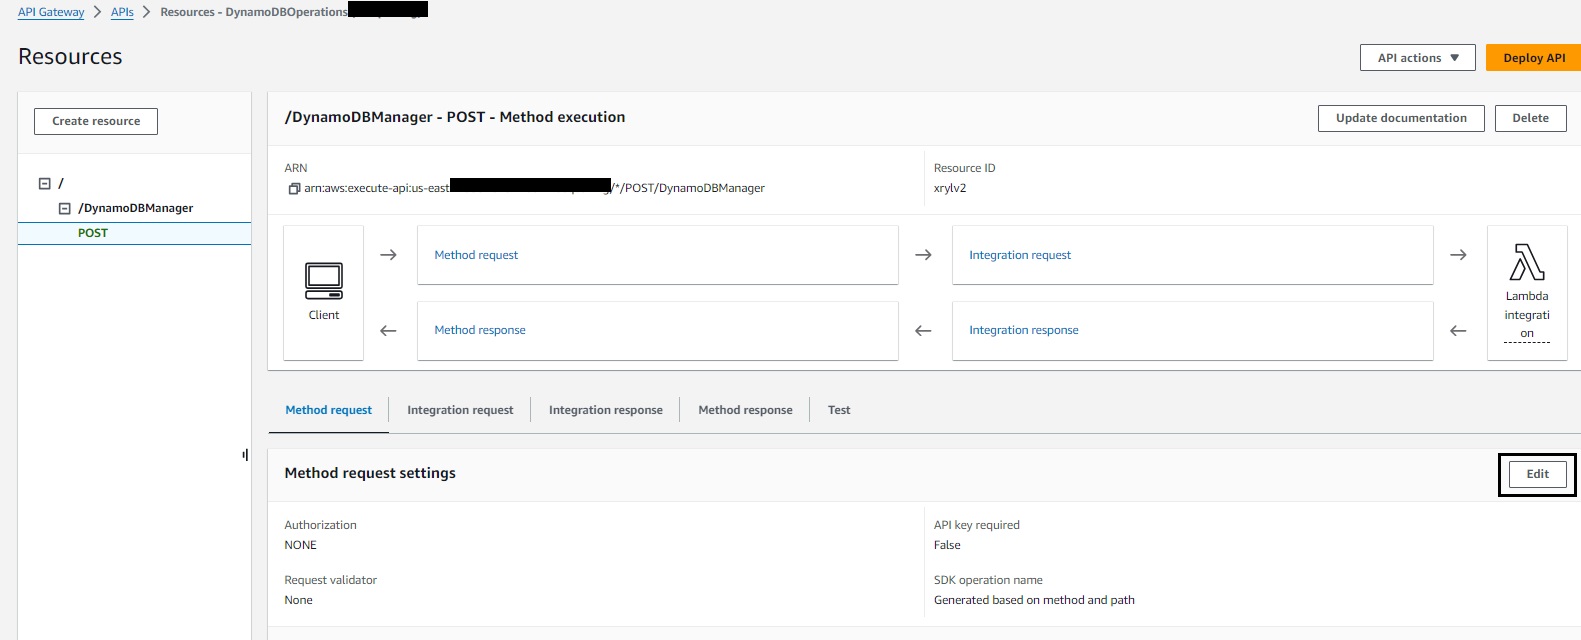 API Gateway > APIs > Resources - DynamoDBOperations
Resources
API actions ▼
Deploy API
Create resource
/
/DynamoDBManager
POST
/DynamoDBManager - POST - Method execution
Update documentation
Delete
ARN
arn:aws:execute-api:us-east
/*/POST/DynamoDBManager
Resource ID
xrylv2
Client
Method request
Integration request
Method response
Integration response
Lambda
integrati
on
Method request
Integration request
Integration response
Method response
Test
Method request settings
Edit
Authorization
NONE
API key required
False
Request validator
None
SDK operation name
Generated based on method and path